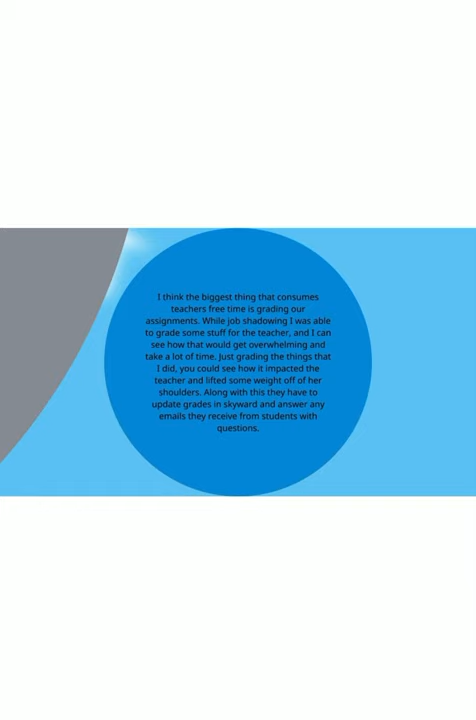 I think the biggest thing that consumes
teachers free time is grading our
assignments. While job shadowing I was able
to grade some stuff for the teacher, and I can
see how that would get overwhelming and
take a lot of time. Just grading the things that
I did, you could see how it impacted the
teacher and lifted some weight off of her
shoulders. Along with this they have to
update grades in skyward and answer any
emails they receive from students with
questions.